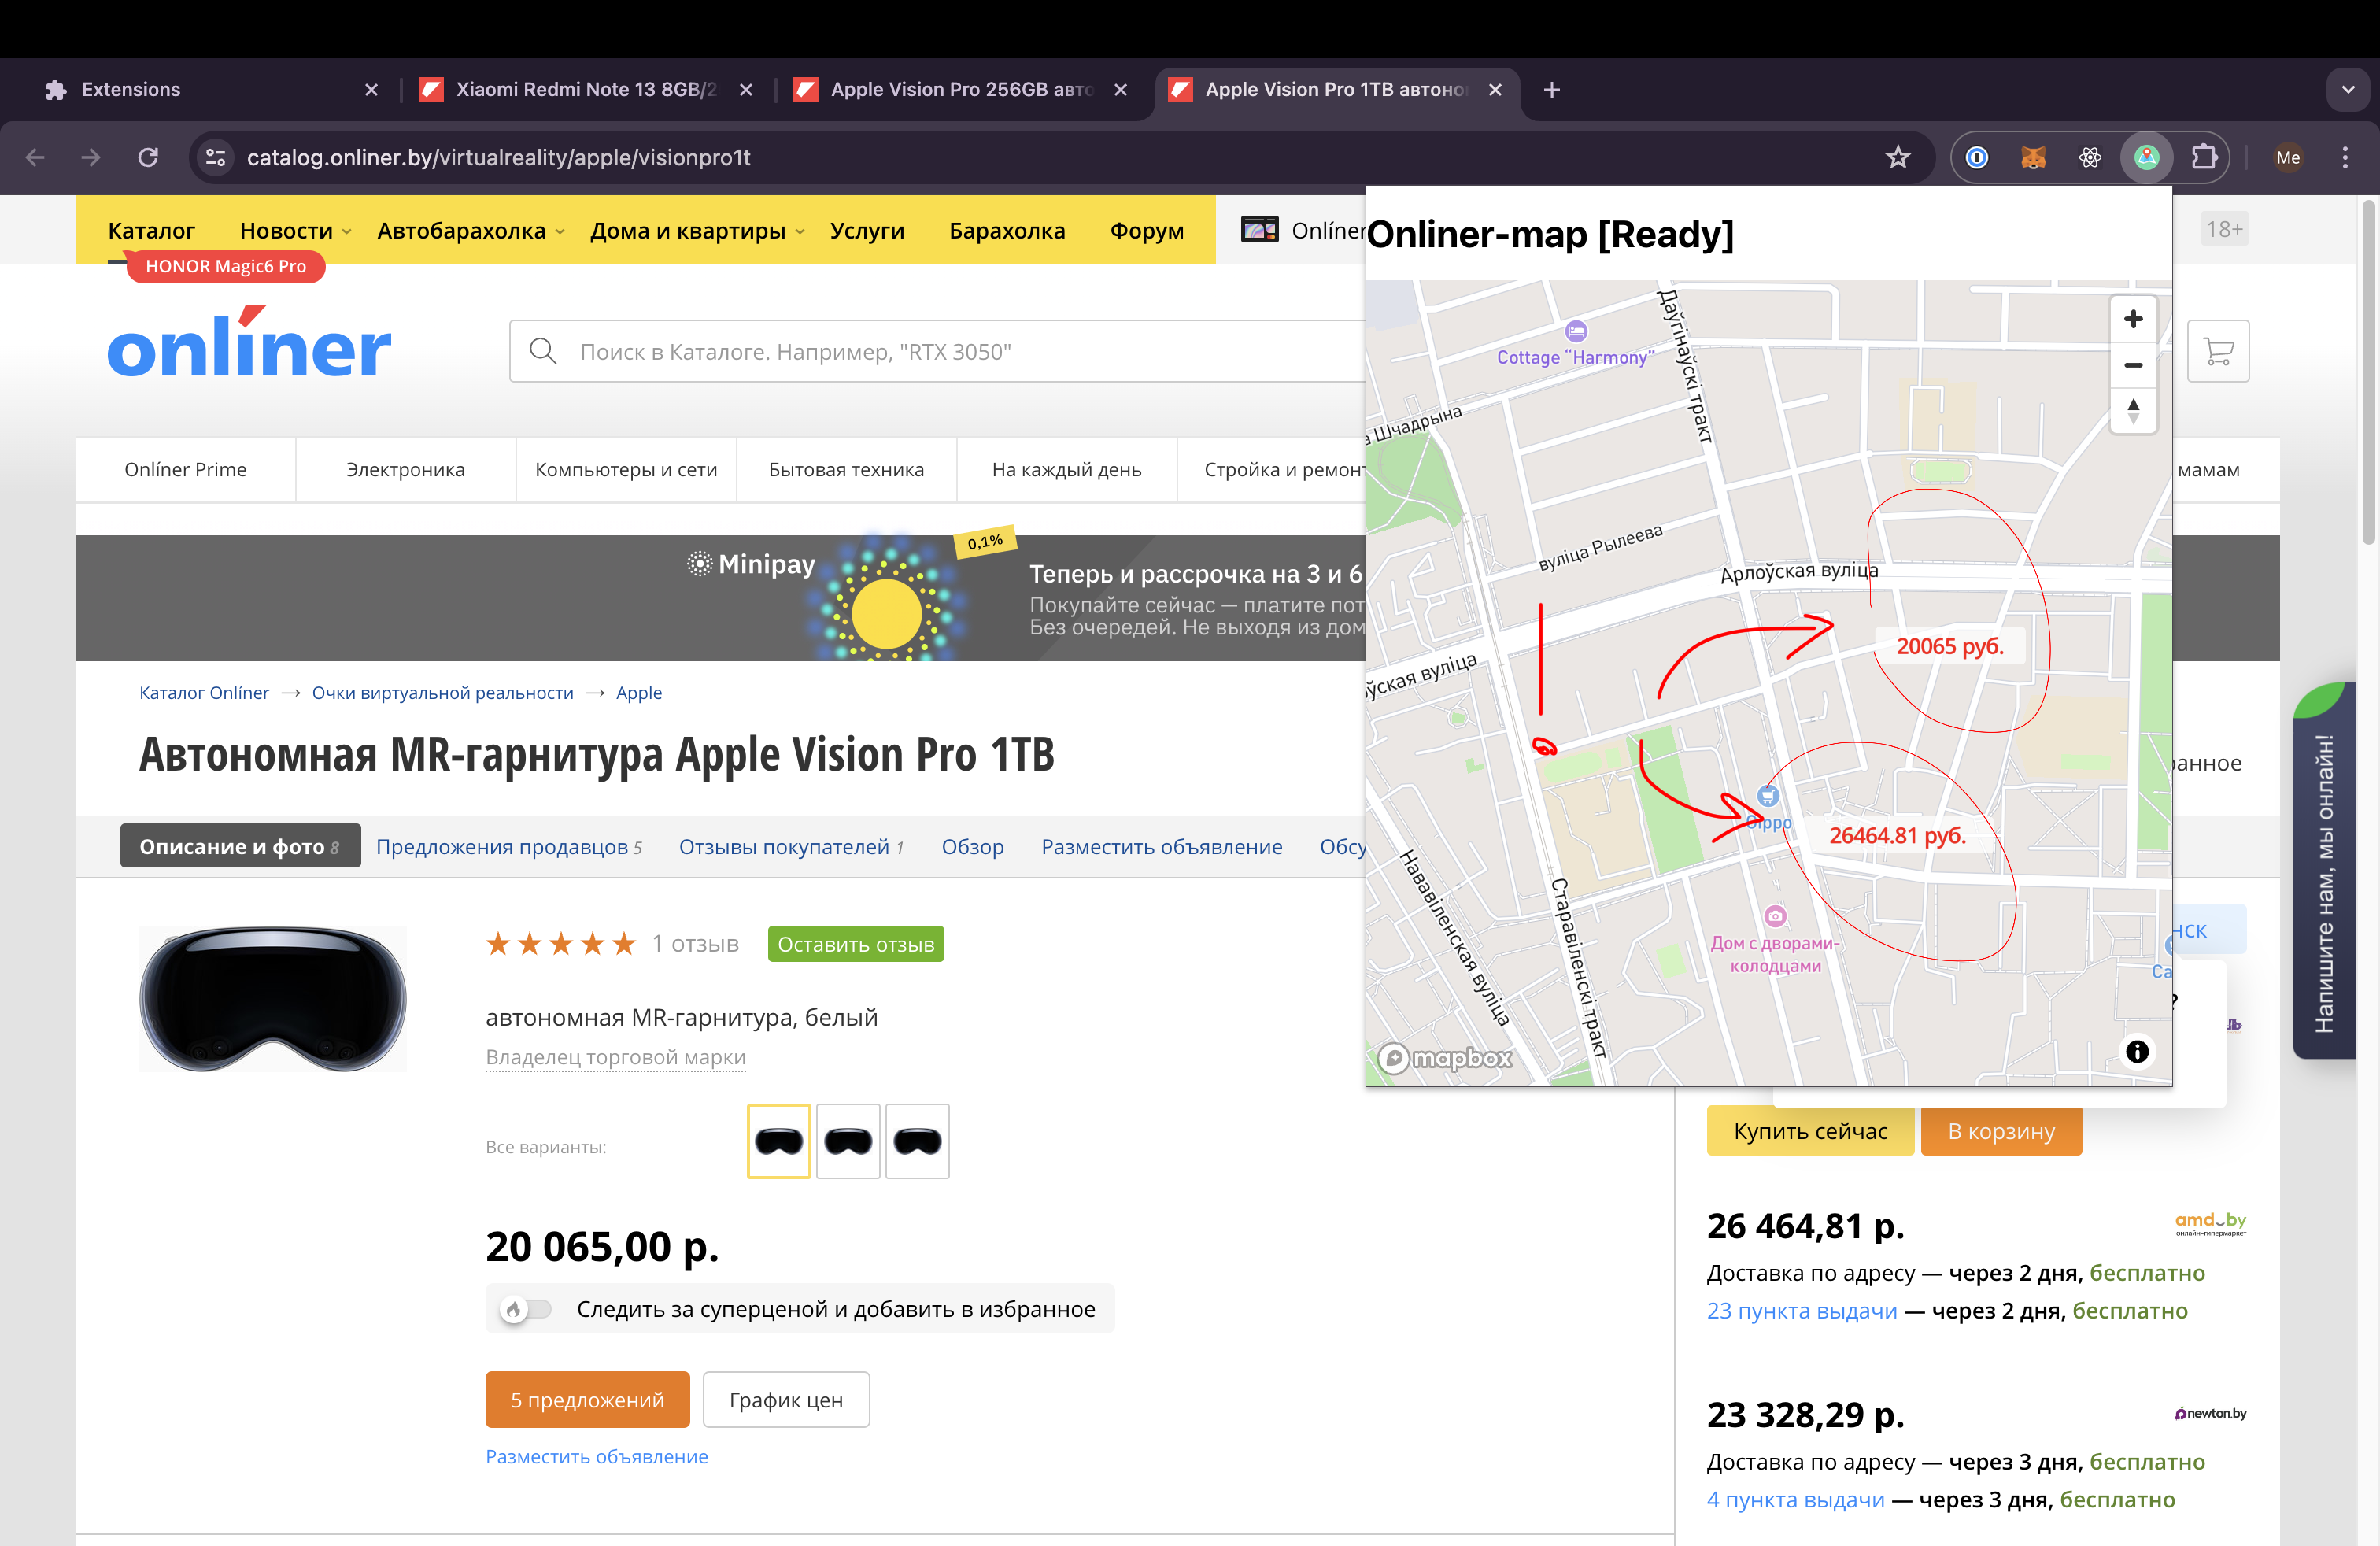 Extensions
Xiaomi Redmi Note 13 8GB/2
Apple Vision Pro 256GB авто
Apple Vision Pro 1TB автоно
catalog.onliner.by/virtualreality/apple/visionpro1t
Me
Каталог
Новости
Автобарахолка
Дома и квартиры
Услуги
Барахолка
Форум
Onlíner
18+
HONOR Magic6 Pro
onlíner
Поиск в Каталоге. Например, "RTX 3050"
Onlíner Prime
Электроника
Компьютеры и сети
Бытовая техника
На каждый день
Стройка и ремонт
мамам
Minipay
0,1%
Теперь и рассрочка на 3 и 6
Покупайте сейчас — платите пот
Без очередей. Не выходя из дом
Каталог Onlíner → Очки виртуальной реальности → Apple
Автономная MR-гарнитура Apple Vision Pro 1TB
Описание и фото 8
Предложения продавцов 5
Отзывы покупателей 1
Обзор
Разместить объявление
Обсу
1 отзыв
Оставить отзыв
автономная MR-гарнитура, белый
Владелец торговой марки
Все варианты:
20 065,00 р.
Следить за суперценой и добавить в избранное
5 предложений
График цен
Разместить объявление
Onliner-map [Ready]
Cottage “Harmony”
Даўгінаўскі тракт
а Шчадрына
вуліца Рылеева
Арлоўская вуліца
ўская вуліца
20065 руб.
Gippo
26464.81 руб.
Нававіленская вуліца
Старавіленскі тракт
Дом с дворами-
колодцами
mapbox
Са
анное
нск
?
Напишите нам, мы онлайн!
Купить сейчас
В корзину
26 464,81 р.
amd.by
онлайн-гипермаркет
Доставка по адресу — через 2 дня, бесплатно
23 пункта выдачи — через 2 дня, бесплатно
23 328,29 р.
newton.by
Доставка по адресу — через 3 дня, бесплатно
4 пункта выдачи — через 3 дня, бесплатно